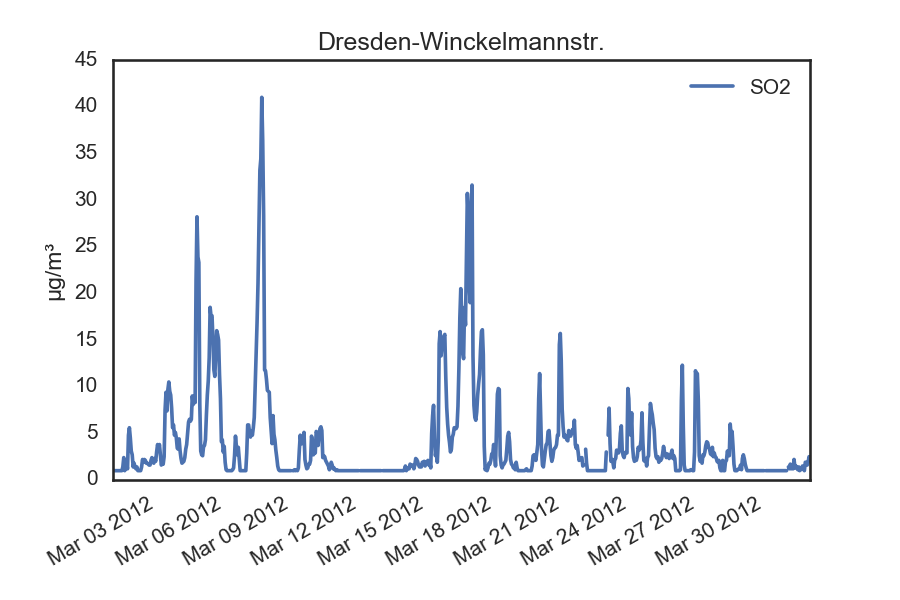 Dresden-Winckelmannstr.
SO2
µg/m³
45
40
35
30
25
20
15
10
5
0
Mar 03 2012
Mar 06 2012
Mar 09 2012
Mar 12 2012
Mar 15 2012
Mar 18 2012
Mar 21 2012
Mar 24 2012
Mar 27 2012
Mar 30 2012